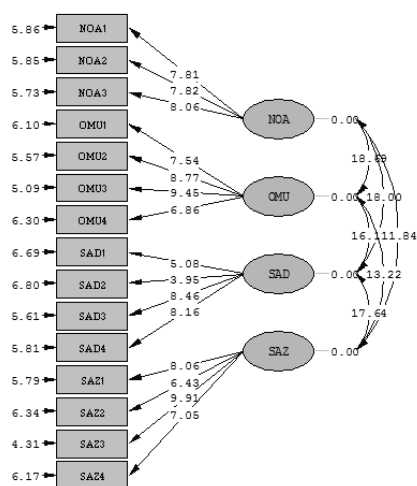 5.86 NOA1
5.85 NOA2
7.81
5.73 NOA3
7.82
8.06
NOA 0.00
6.10 OMU1
7.54
18.69
5.57 OMU2
8.77
5.09 OMU3
9.45
OMU 0.00 18.00
6.30 OMU4
6.86
16.11 11.84
6.69 SAD1
5.08
6.80 SAD2
3.95
SAD 0.00 13.22
5.61 SAD3
8.46
8.16
17.64
5.81 SAD4
5.79 SAZ1
8.06
SAZ 0.00
6.34 SAZ2
6.43
9.91
4.31 SAZ3
7.05
6.17 SAZ4